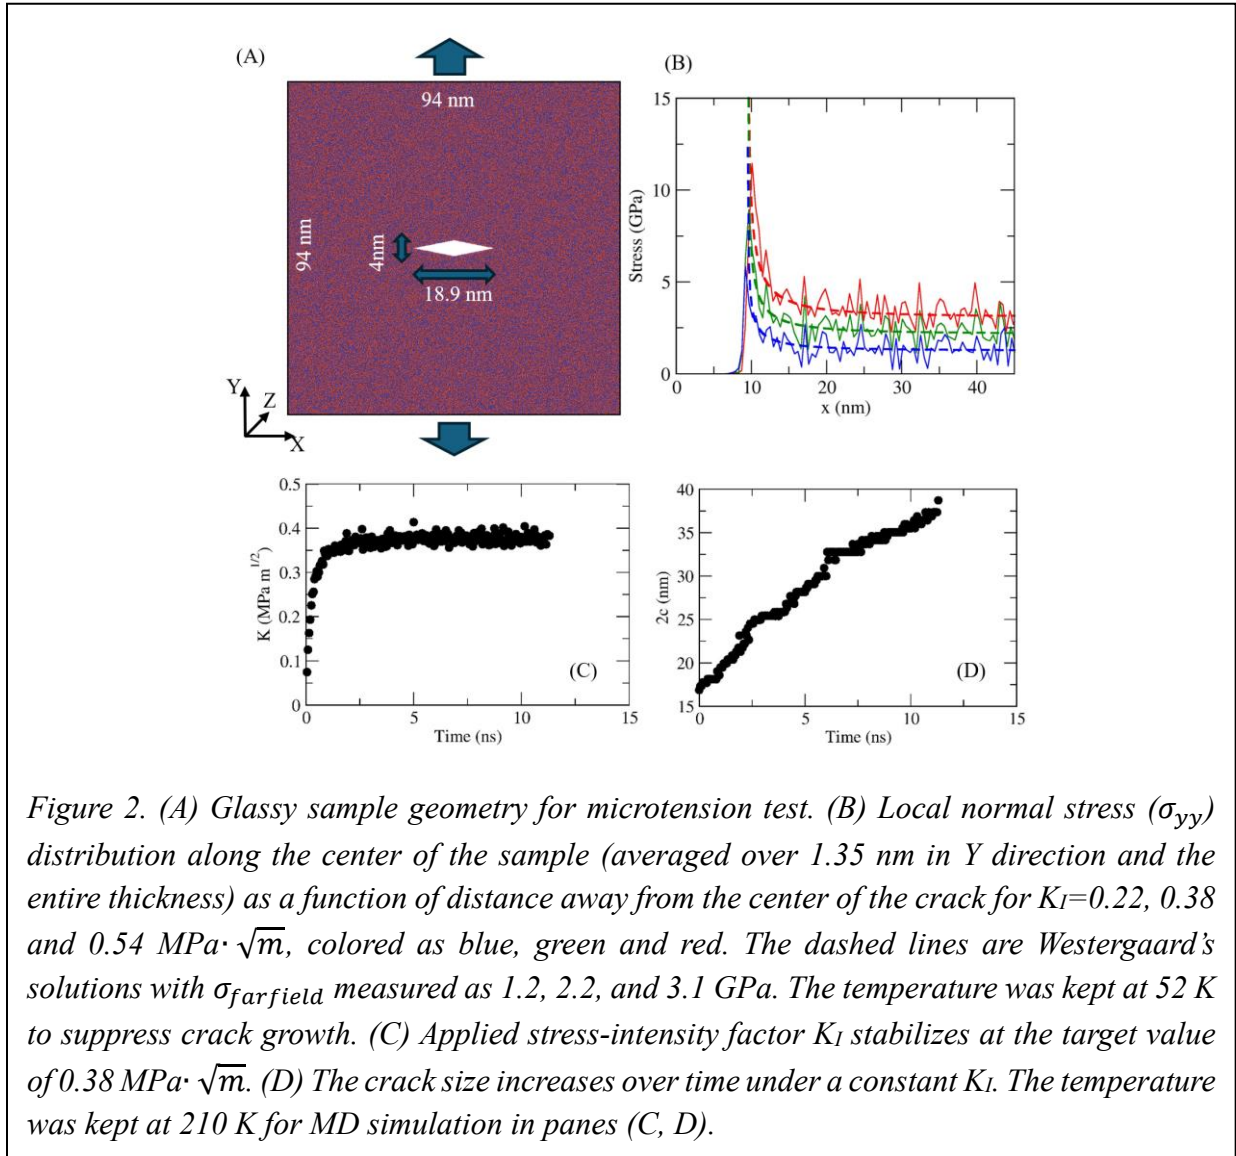 (A)
94 nm
94 nm
4nm
18.9 nm
Y
Z
X
(B)
15
10
5
0
Stress (GPa)
0 10 20 30 40
x (nm)
0.5
0.4
0.3
0.2
0.1
0
K (MPa m^1/2)
(C)
0 5 10 15
Time (ns)
40
35
30
25
20
15
2c (nm)
(D)
0 5 10 15
Time (ns)
Figure 2. (A) Glassy sample geometry for microtension test. (B) Local normal stress (σyy)
distribution along the center of the sample (averaged over 1.35 nm in Y direction and the
entire thickness) as a function of distance away from the center of the crack for KI=0.22, 0.38
and 0.54 MPa· √m, colored as blue, green and red. The dashed lines are Westergaard's
solutions with σfarfield measured as 1.2, 2.2, and 3.1 GPa. The temperature was kept at 52 K
to suppress crack growth. (C) Applied stress-intensity factor KI stabilizes at the target value
of 0.38 MPa· √m. (D) The crack size increases over time under a constant KI. The temperature
was kept at 210 K for MD simulation in panes (C, D).